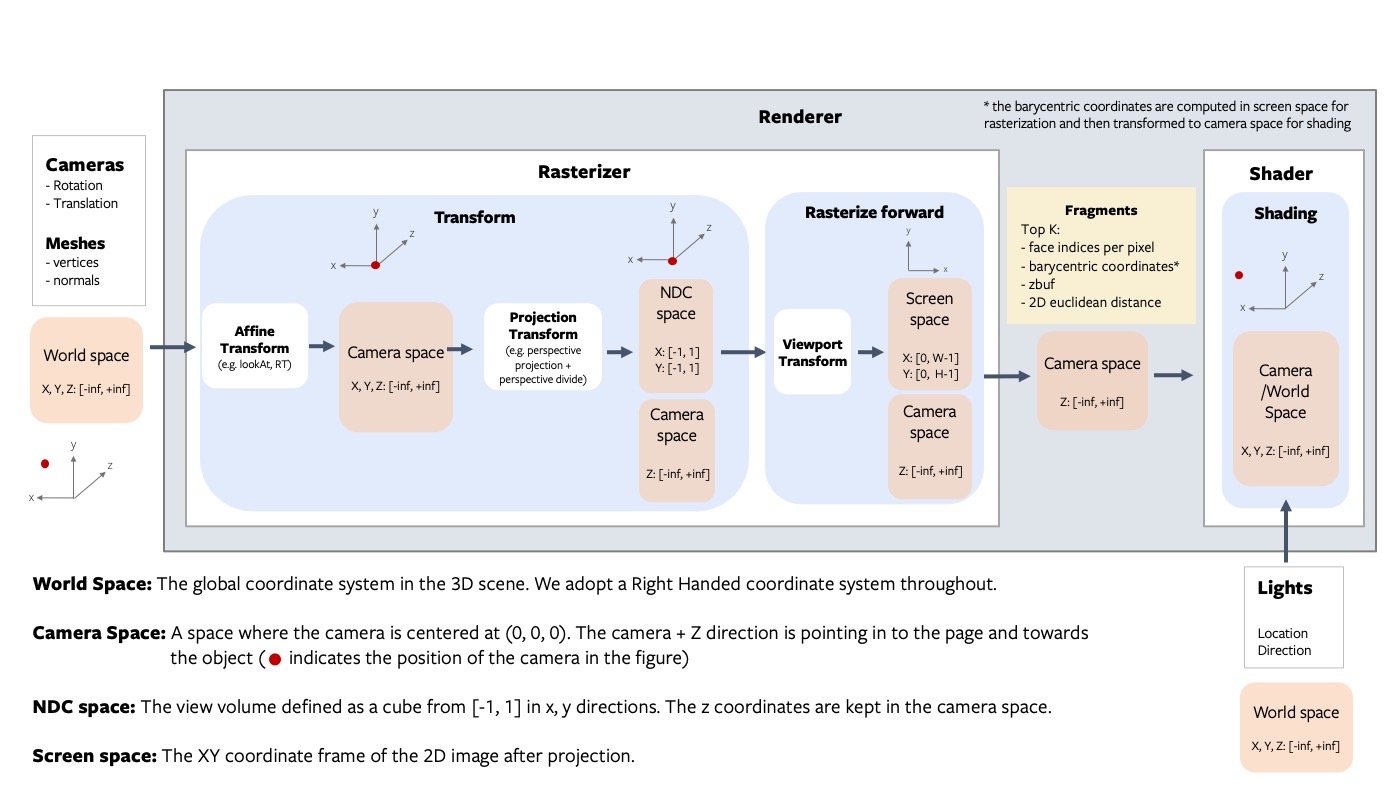 Renderer
* the barycentric coordinates are computed in screen space for
rasterization and then transformed to camera space for shading
Cameras
- Rotation
- Translation
Meshes
- vertices
- normals
World space
X, Y, Z: [-inf, +inf]
y
z
x
Rasterizer
Transform
y
z
x
Affine
Transform
(e.g. lookAt, RT)
Camera space
X, Y, Z: [-inf, +inf]
Projection
Transform
(e.g. perspective
projection +
perspective divide)
y
z
x
NDC
space
X: [-1, 1]
Y: [-1, 1]
Camera
space
Z: [-inf, +inf]
Rasterize forward
y
x
Viewport
Transform
Screen
space
X: [0, W-1]
Y: [0, H-1]
Camera
space
Z: [-inf, +inf]
Fragments
Top K:
- face indices per pixel
- barycentric coordinates*
- zbuf
- 2D euclidean distance
Camera space
Z: [-inf, +inf]
Shader
Shading
y
z
x
Camera
/World
Space
X, Y, Z: [-inf, +inf]
Lights
Location
Direction
World space
X, Y, Z: [-inf, +inf]
World Space: The global coordinate system in the 3D scene. We adopt a Right Handed coordinate system throughout.
Camera Space: A space where the camera is centered at (0, 0, 0). The camera + Z direction is pointing in to the page and towards
the object ( indicates the position of the camera in the figure)
NDC space: The view volume defined as a cube from [-1, 1] in x, y directions. The z coordinates are kept in the camera space.
Screen space: The XY coordinate frame of the 2D image after projection.